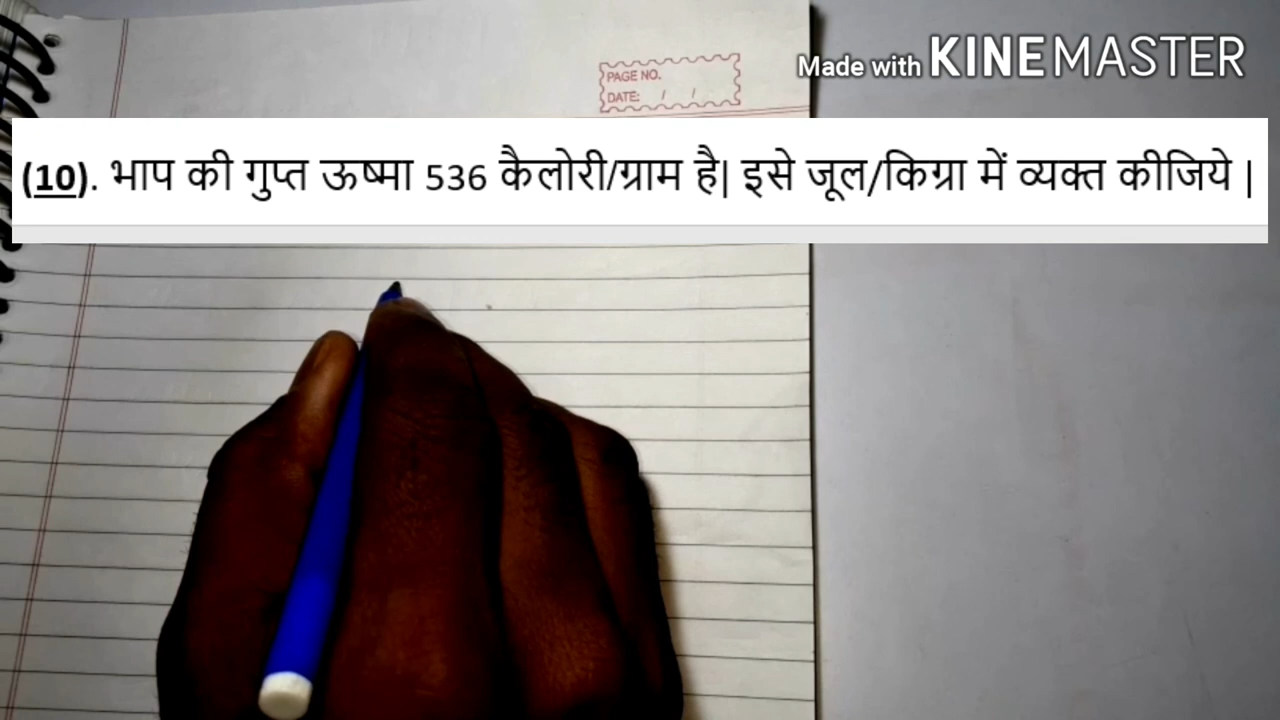 Made with KINEMASTER
PAGE NO.
DATE: / /
(10). भाप की गुप्त ऊष्मा 536 कैलोरी/ग्राम है| इसे जूल/किग्रा में व्यक्त कीजिये |